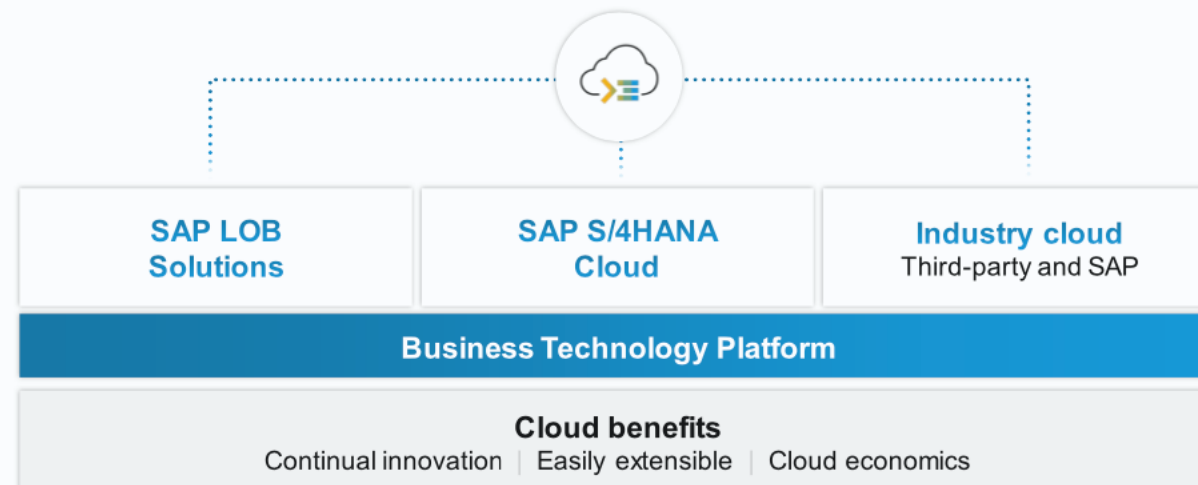 SAP LOB
Solutions
SAP S/4HANA
Cloud
Industry cloud
Third-party and SAP
Business Technology Platform
Cloud benefits
Continual innovation | Easily extensible | Cloud economics